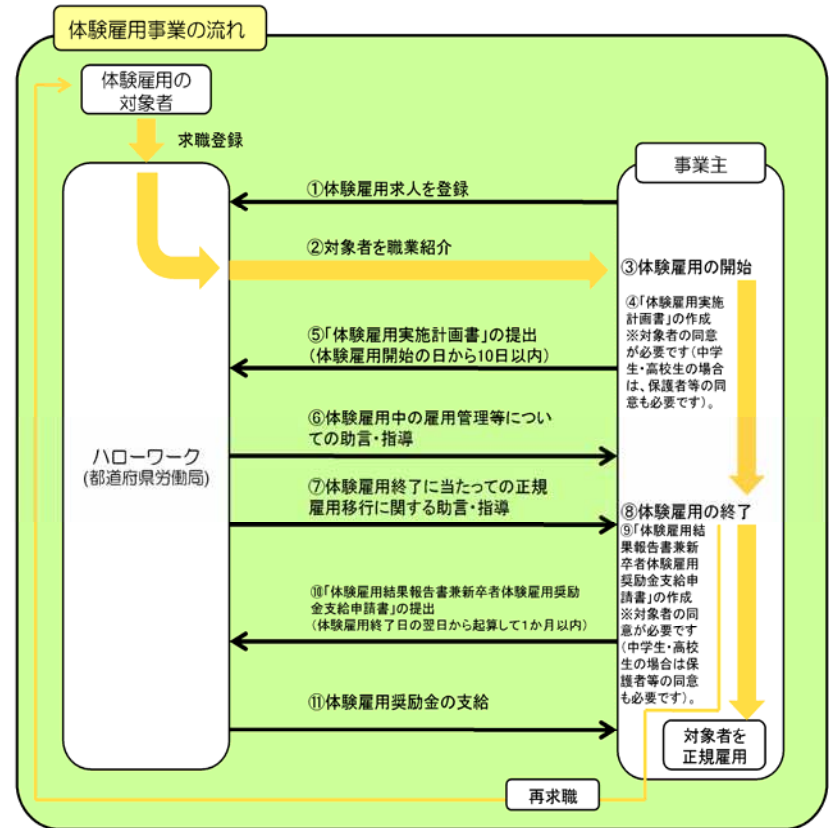 体験雇用事業の流れ
体験雇用の
対象者
求職登録
事業主
①体験雇用求人を登録
②対象者を職業紹介
③体験雇用の開始
④「体験雇用実施
計画書」の作成
※対象者の同意
が必要です(中学
生・高校生の場合
は、保護者等の同
意も必要です)。
⑤「体験雇用実施計画書」の提出
(体験雇用開始の日から10日以内)
⑥体験雇用中の雇用管理等につい
ての助言・指導
ハローワーク
(都道府県労働局)
⑦体験雇用終了に当たっての正規
雇用移行に関する助言・指導
⑧体験雇用の終了
⑨「体験雇用結
果報告書兼新
卒者体験雇用
奨励金支給申
請書」の作成
※対象者の同
意が必要です
(中学生・高校
生の場合は保
護者等の同意
も必要です)。
⑩「体験雇用結果報告書兼新卒者体験雇用奨励
金支給申請書」の提出
(体験雇用終了日の翌日から起算して1か月以内)
⑪体験雇用奨励金の支給
対象者を
正規雇用
再求職